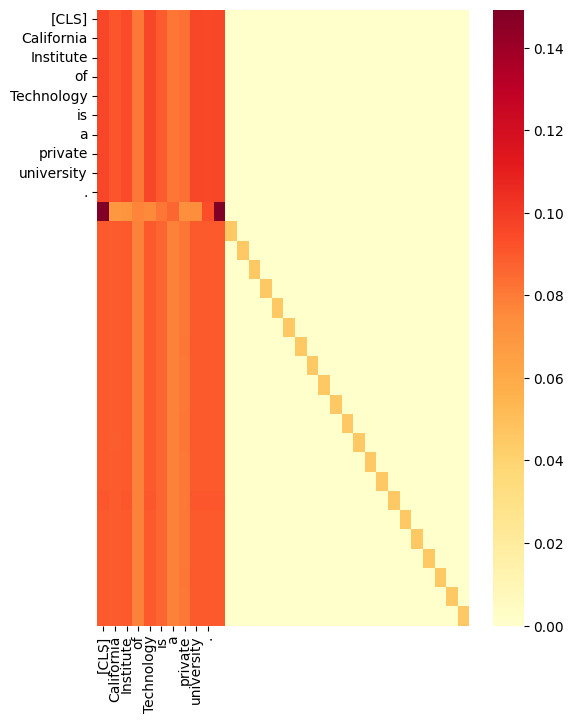 [CLS]
California
Institute
of
Technology
is
a
private
university
.
0.14
0.12
0.10
0.08
0.06
0.04
0.02
0.00
[CLS]
California
Institute
of
Technology
is
a
private
university
.